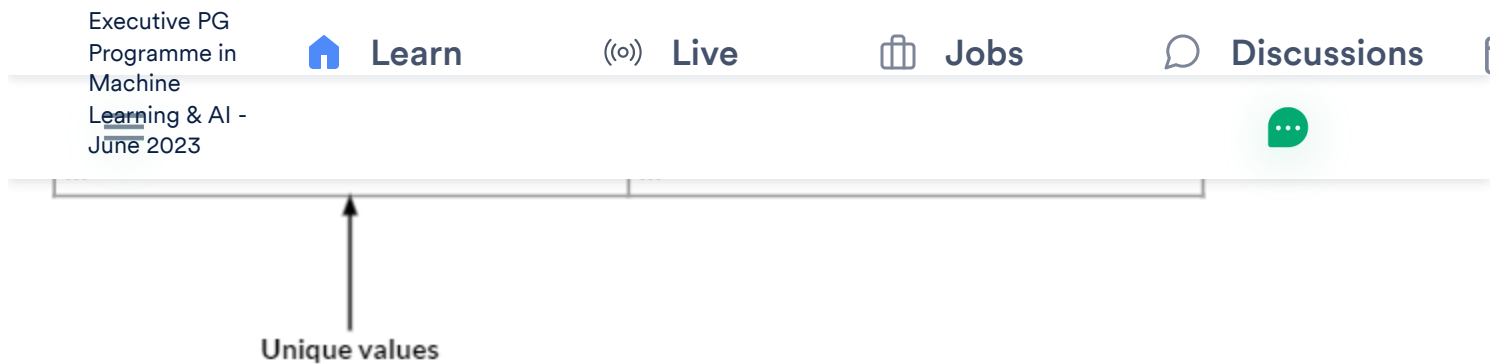 Executive PG
Programme in
Machine
Learning & AI -
June 2023
Learn
Live
Jobs
Discussions
Unique values